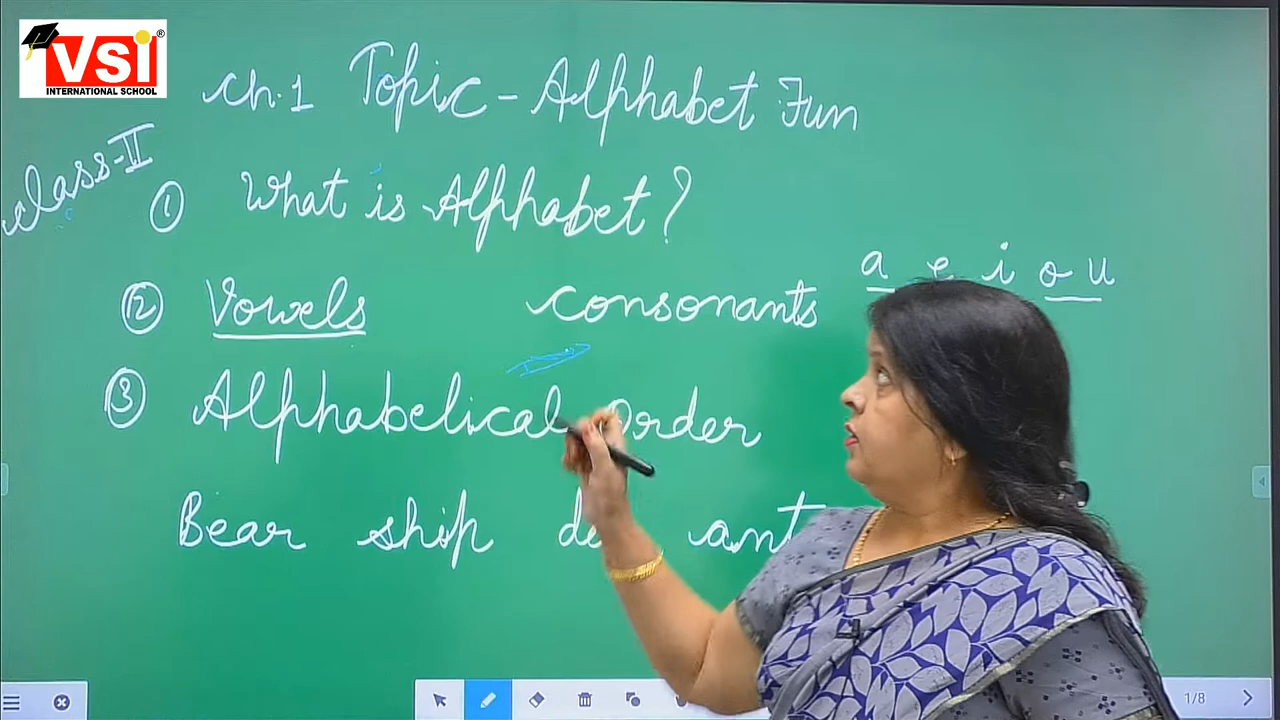 VSI®
INTERNATIONAL SCHOOL
Ch.1 Topic - Alphabet Fun
Class-II
① What is Alphabet?
a e i o u
② Vowels consonants
③ Alphabelical Order
Bear ship ant
1/8